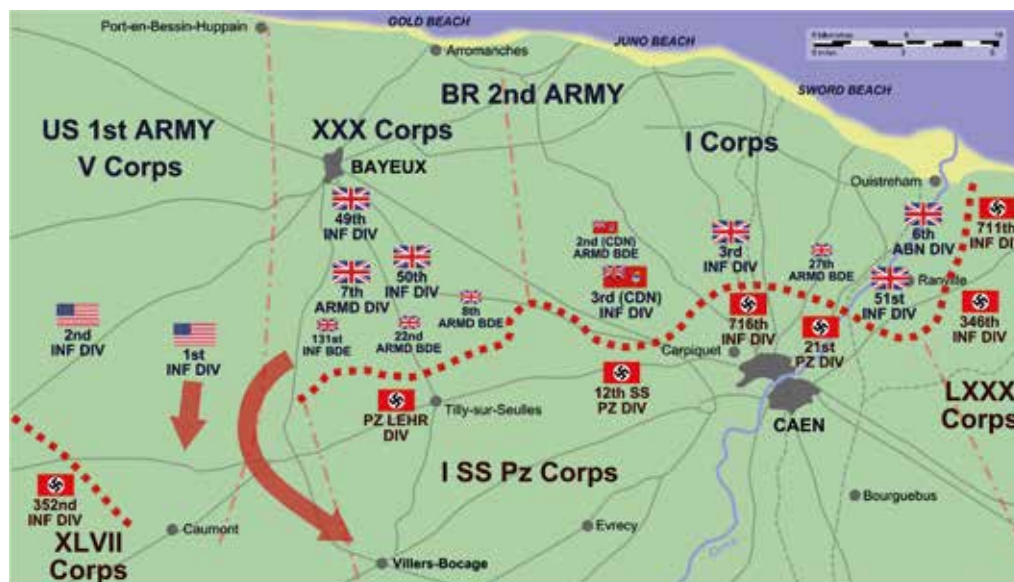 GOLD BEACH
Port-en-Bessin-Huppain
Arromanches
JUNO BEACH
SWORD BEACH
BR 2nd ARMY
US 1st ARMY
V Corps
XXX Corps
I Corps
BAYEUX
Ouistreham
49th
INF DIV
2nd (CDN)
ARMD BDE
3rd
INF DIV
27th
ARMD BDE
6th
ABN DIV
711th
INF DIV
50th
INF DIV
7th
ARMD DIV
8th
ARMD BDE
3rd (CDN)
INF DIV
Ranville
51st
INF DIV
2nd
INF DIV
1st
INF DIV
131st
INF BDE
22nd
ARMD BDE
716th
INF DIV
21st
PZ DIV
346th
INF DIV
Carpiquet
12th SS
PZ DIV
PZ LEHR
DIV
Tilly-sur-Seulles
CAEN
LXXX
Corps
I SS Pz Corps
352nd
INF DIV
XLVII
Corps
Caumont
Villers-Bocage
Evrecy
Bourguebus
Orne